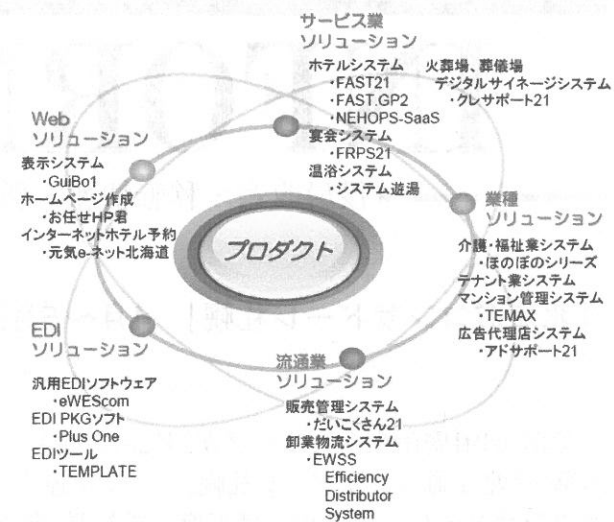 サービス業
ソリューション
ホテルシステム
・FAST21
・FAST.GP2
・NEHOPS-SaaS
宴会システム
・FRPS21
温浴システム
・システム遊湯
火葬場、葬儀場
デジタルサイネージシステム
・クレサポート21
Web
ソリューション
表示システム
・GuiBo1
ホームページ作成
・お任せHP君
インターネットホテル予約
・元気e-ネット北海道
プロダクト
業種
ソリューション
介護・福祉業システム
・ほのぼのシリーズ
テナント業システム
マンション管理システム
・TEMAX
広告代理店システム
・アドサポート21
EDI
ソリューション
汎用EDIソフトウェア
・eWEScom
EDI PKGソフト
・Plus One
EDIツール
・TEMPLATE
流通業
ソリューション
販売管理システム
・だいこくさん21
卸業物流システム
・EWSS
Efficiency
Distributor
System